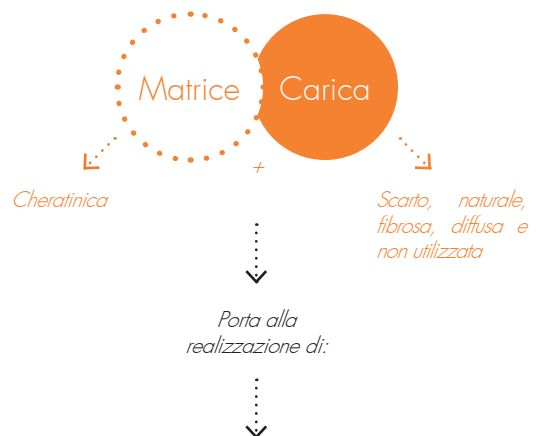 Matrice
Carica
+
Cheratinica
Scarto, naturale,
fibrosa, diffusa e
non utilizzata
Porta alla
realizzazione di: